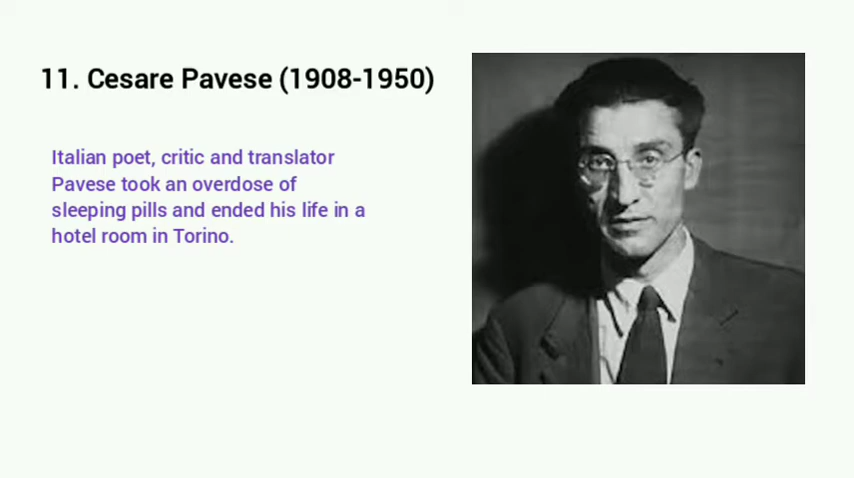 11. Cesare Pavese (1908-1950)
Italian poet, critic and translator
Pavese took an overdose of
sleeping pills and ended his life in a
hotel room in Torino.